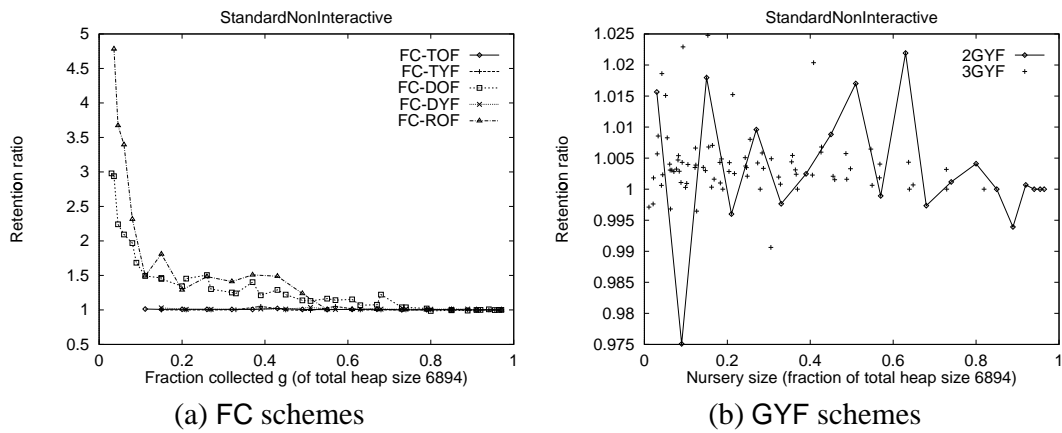 StandardNonInteractive
5
4.5
4
3.5
3
2.5
2
1.5
1
0.5
Retention ratio
FC-TOF
FC-TYF
FC-DOF
FC-DYF
FC-ROF
0 0.2 0.4 0.6 0.8 1
Fraction collected g (of total heap size 6894)
(a) FC schemes
StandardNonInteractive
1.025
1.02
1.015
1.01
1.005
1
0.995
0.99
0.985
0.98
0.975
Retention ratio
2GYF
3GYF
0 0.2 0.4 0.6 0.8 1
Nursery size (fraction of total heap size 6894)
(b) GYF schemes